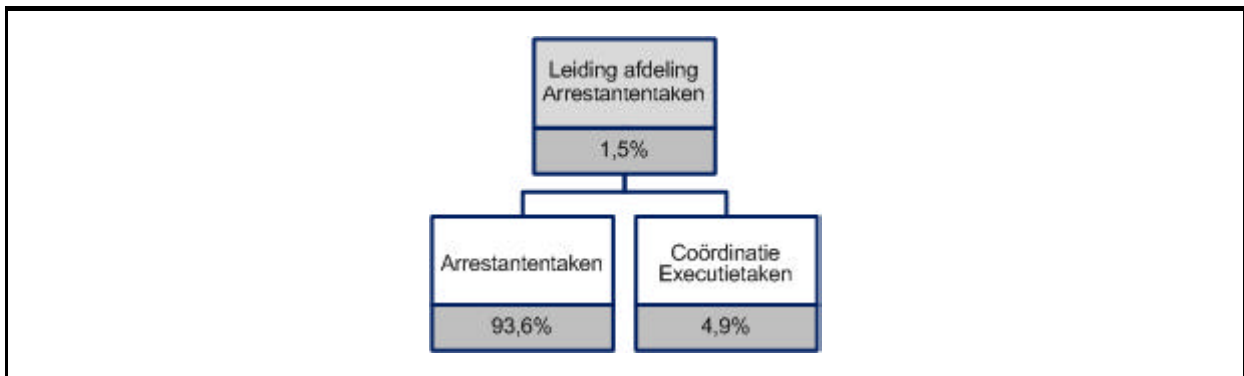 Leiding afdeling
Arrestantentaken
1,5%
Arrestantentaken
93,6%
Coördinatie
Executietaken
4,9%